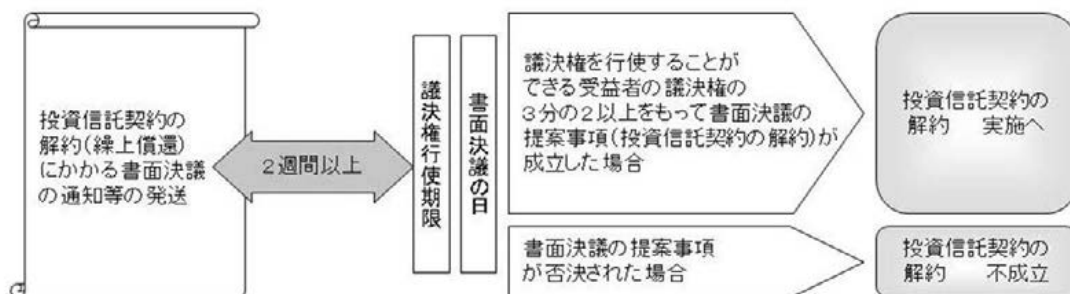 投資信託契約の
解約(繰上償還)
にかかる書面決議
の通知等の発送
2週間以上
議決権行使期限
書面決議の日
議決権を行使することが
できる受益者の議決権の
3分の2以上をもって書面決議の
提案事項(投資信託契約の解約)が
成立した場合
投資信託契約の
解約 実施へ
書面決議の提案事項
が否決された場合
投資信託契約の
解約 不成立